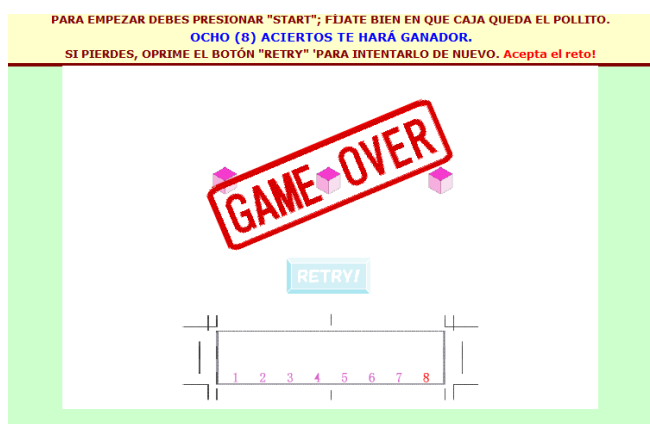 PARA EMPEZAR DEBES PRESIONAR "START"; FÍJATE BIEN EN QUE CAJA QUEDA EL POLLITO.
OCHO (8) ACIERTOS TE HARÁ GANADOR.
SI PIERDES, OPRIME EL BOTÓN "RETRY" 'PARA INTENTARLO DE NUEVO. Acepta el reto!
GAME OVER
RETRY!
1 2 3 4 5 6 7 8